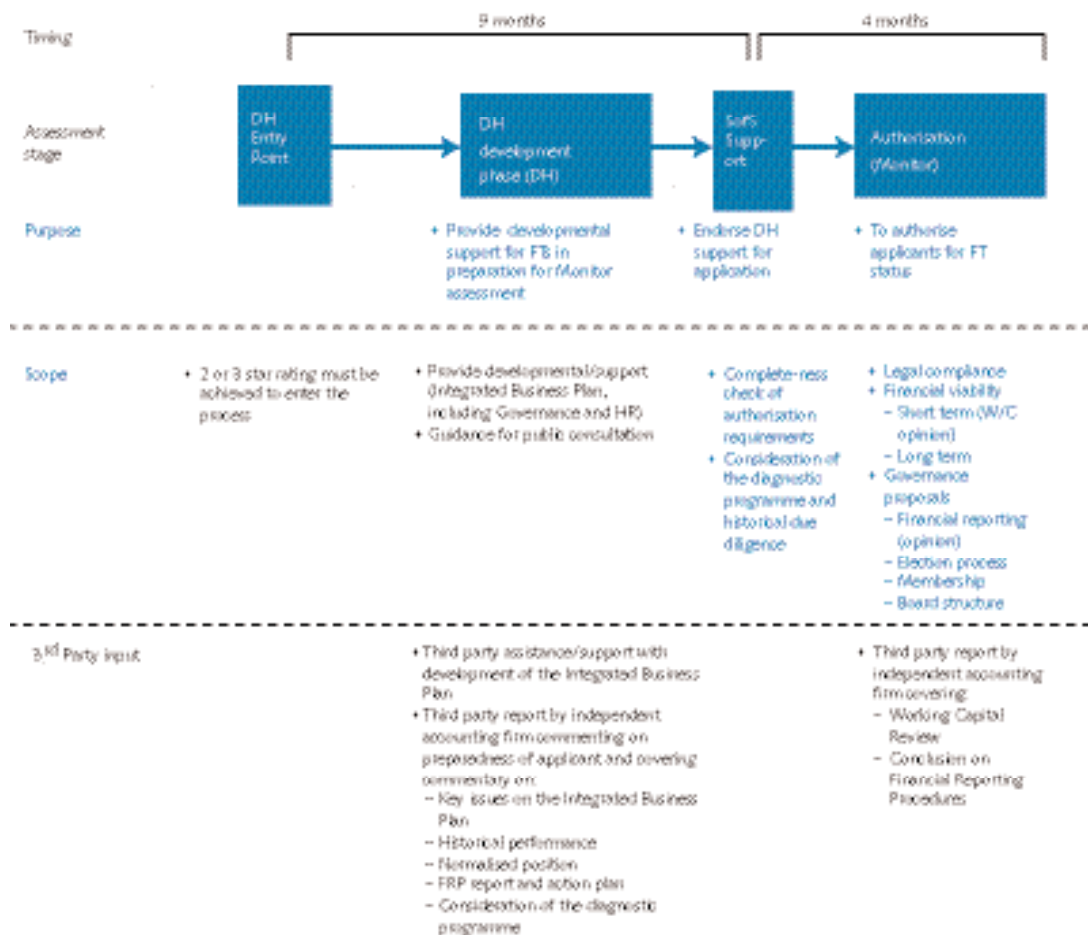 Timing
9 months
4 months
Assessment
stage
DH
Entry
Point
DH
development
phase (DH)
SofS
Supp-
ort
Authorisation
(Monitor)
Purpose
+ Provide developmental
support for FTs in
preparation for Monitor
assessment
+ Endorse DH
support for
application
+ To authorise
applicants for FT
status
Scope
+ 2 or 3 star rating must be
achieved to enter the
process
+ Provide developmental/support
(Integrated Business Plan,
including Governance and HR)
+ Guidance for public consultation
+ Complete-ness
check of
authorisation
requirements
+ Consideration of
the diagnostic
programme and
historical due
diligence
+ Legal compliance
+ Financial viability
– Short term (W/C
opinion)
– Long term
+ Governance
proposals
– Financial reporting
(opinion)
– Election process
– Membership
– Board structure
3rd Party input
+ Third party assistance/support with
development of the Integrated Business
Plan
+ Third party report by independent
accounting firm commenting on
preparedness of applicant and covering
commentary on:
– Key issues on the Integrated Business
Plan
– Historical performance
– Normalised position
– FRP report and action plan
– Consideration of the diagnostic
programme
+ Third party report by
independent accounting
firm covering:
– Working Capital
Review
– Conclusion on
Financial Reporting
Procedures